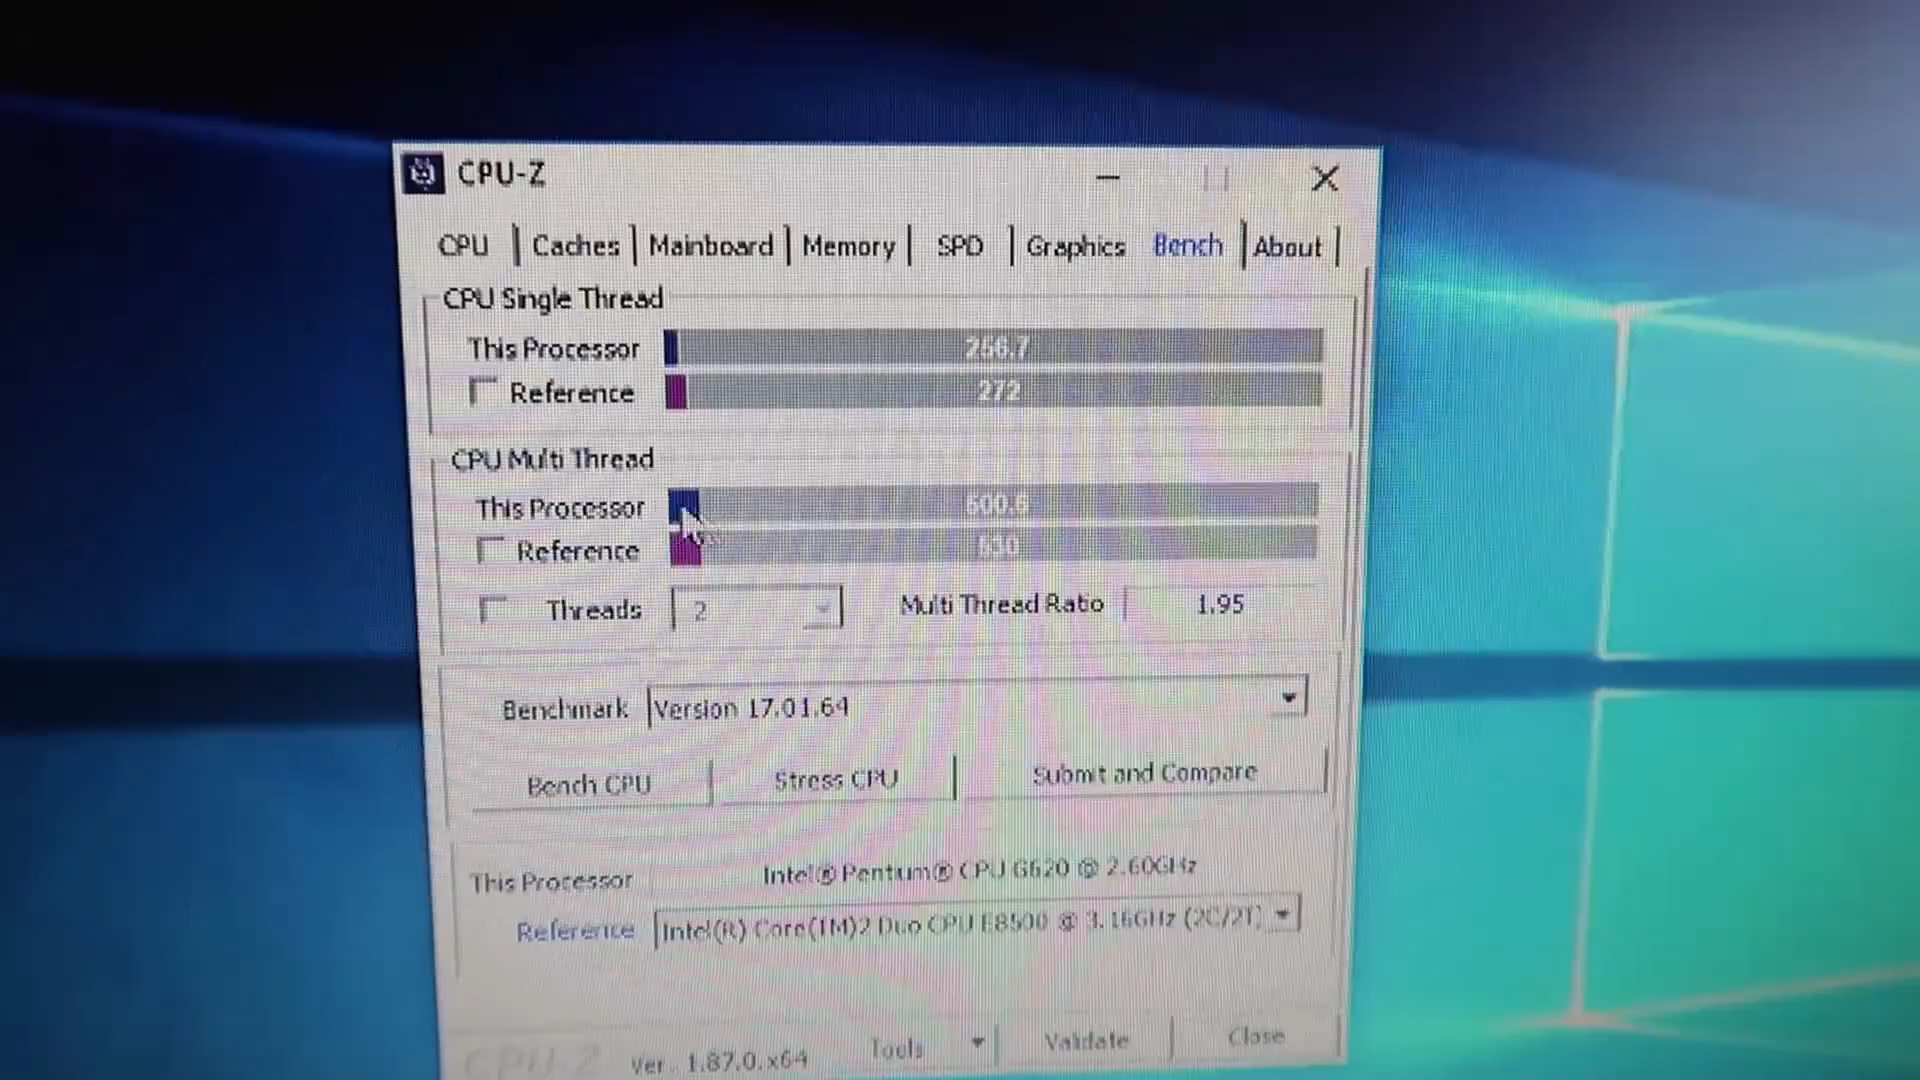 CPU-Z
CPU Caches Mainboard Memory SPD Graphics Bench About
CPU Single Thread
This Processor 256.7
Reference 272
CPU Multi Thread
This Processor 500.6
Reference 530
Threads 2 Multi Thread Ratio 1.95
Benchmark Version 17.01.64
Bench CPU Stress CPU Submit and Compare
This Processor Intel® Pentium® CPU G620 @ 2.60GHz
Reference Intel(R) Core(TM)2 Duo CPU E8500 @ 3.16GHz (2C/2T)
CPU-Z Ver. 1.87.0.x64 Tools Validate Close